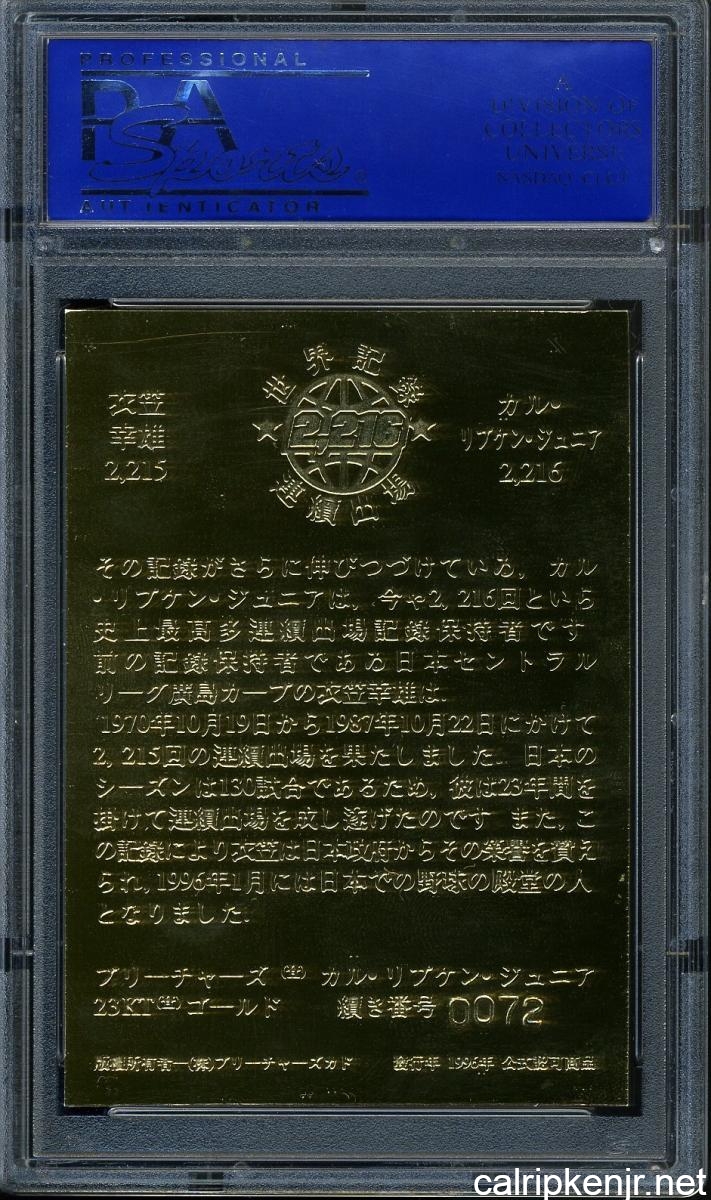 PROFESSIONAL
PSA
AUTHENTICATOR
A
DIVISION OF
COLLECTORS
UNIVERSE
NASDAQ: CLCT
世界記録
衣笠
幸雄
2,215
2,216
カル・
リプケン・ジュニア
2,216
連續出場
その記録がさらに伸びつづけている, カル
・リプケン・ジュニアは, 今や2, 216回という
史上最高多連續出場記録保持者です
前の記録保持者である日本セントラル
リーグ廣島カープの衣笠幸雄は.
1970年10月19日から1987年10月22日にかけて
2, 215回の連續出場を果たしました. 日本の
シーズンは130試合であるため, 彼は23年間を
掛けて連續出場を成し遂げたのです また, こ
の記録により衣笠は日本政府からその栄誉を賞え
られ, 1996年1月には日本での野球の殿堂の人
となりました.
ブリーチャーズ カル・リプケン・ジュニア
23KT ゴールド 續き番号 0072
版權所有者一(株)ブリーチャーズカド 發行年 1996年 公式認可商品
calripkenjr.net